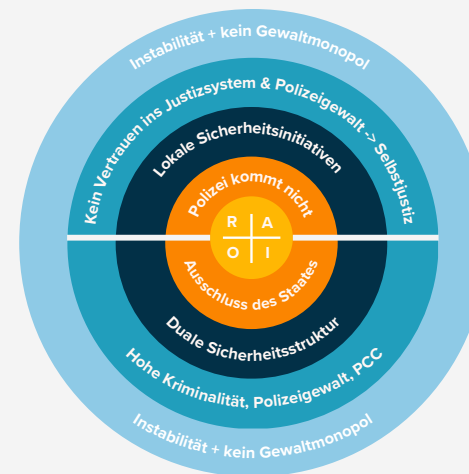 Instabilität + kein Gewaltmonopol
Kein Vertrauen ins Justizsystem & Polizeigewalt -> Selbstjustiz
Lokale Sicherheitsinitiativen
Polizei kommt nicht
R A
O I
Ausschluss des Staates
Duale Sicherheitsstruktur
Hohe Kriminalität, Polizeigewalt, PCC
Instabilität + kein Gewaltmonopol